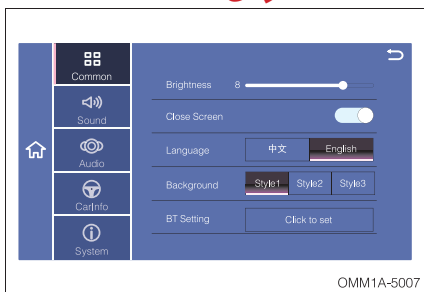 Common
Brightness 8
Sound
Close Screen
Language 中文 English
Audio
Background Style1 Style2 Style3
CarInfo
BT Setting Click to set
System
OMM1A-5007